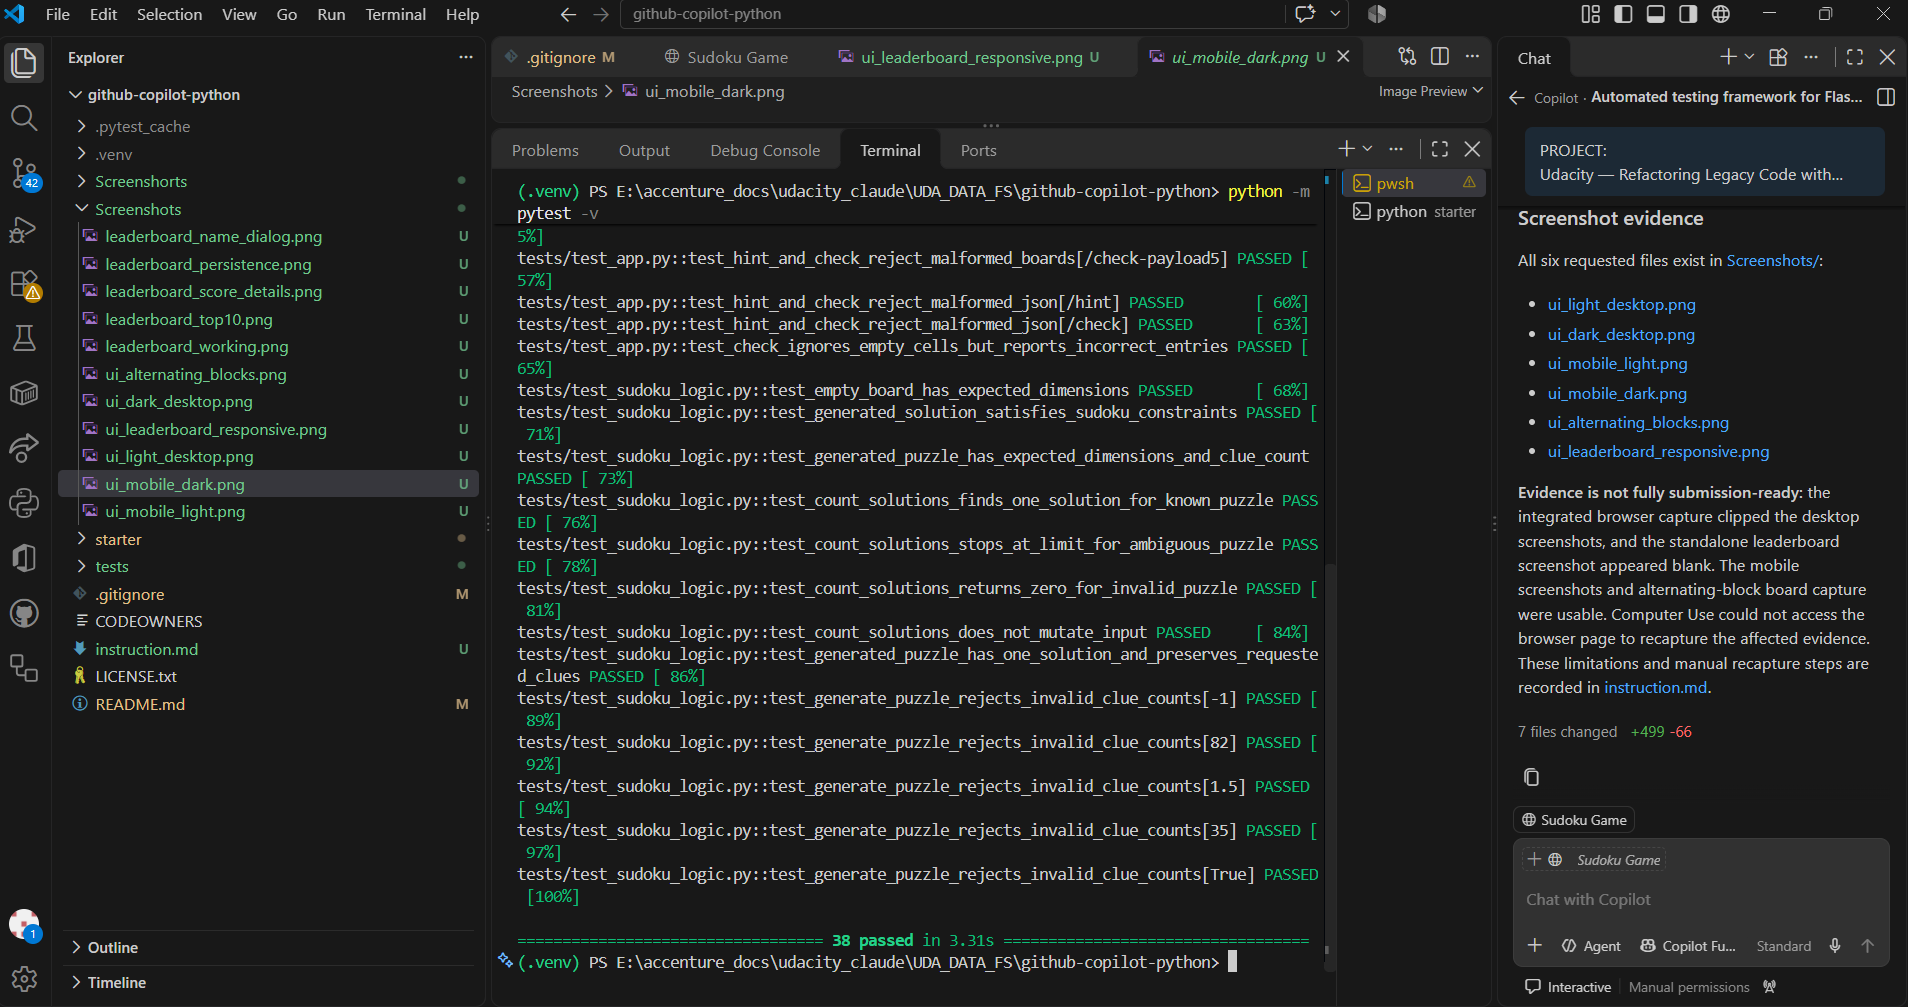 File Edit Selection View Go Run Terminal Help
github-copilot-python
Explorer
github-copilot-python
.pytest_cache
.venv
Screenshorts
Screenshots
leaderboard_name_dialog.png U
leaderboard_persistence.png U
leaderboard_score_details.png U
leaderboard_top10.png U
leaderboard_working.png U
ui_alternating_blocks.png U
ui_dark_desktop.png U
ui_leaderboard_responsive.png U
ui_light_desktop.png U
ui_mobile_dark.png U
ui_mobile_light.png U
starter
tests
.gitignore M
CODEOWNERS
instruction.md U
LICENSE.txt
README.md M
Outline
Timeline
42
1
.gitignore M
Sudoku Game
ui_leaderboard_responsive.png U
ui_mobile_dark.png U
Screenshots > ui_mobile_dark.png
Image Preview
Problems Output Debug Console Terminal Ports
(.venv) PS E:\accenture_docs\udacity_claude\UDA_DATA_FS\github-copilot-python> python -m
pytest -v
5%]
tests/test_app.py::test_hint_and_check_reject_malformed_boards[/check-payload5] PASSED [
57%]
tests/test_app.py::test_hint_and_check_reject_malformed_json[/hint] PASSED [ 60%]
tests/test_app.py::test_hint_and_check_reject_malformed_json[/check] PASSED [ 63%]
tests/test_app.py::test_check_ignores_empty_cells_but_reports_incorrect_entries PASSED [
65%]
tests/test_sudoku_logic.py::test_empty_board_has_expected_dimensions PASSED [ 68%]
tests/test_sudoku_logic.py::test_generated_solution_satisfies_sudoku_constraints PASSED [
71%]
tests/test_sudoku_logic.py::test_generated_puzzle_has_expected_dimensions_and_clue_count
PASSED [ 73%]
tests/test_sudoku_logic.py::test_count_solutions_finds_one_solution_for_known_puzzle PASS
ED [ 76%]
tests/test_sudoku_logic.py::test_count_solutions_stops_at_limit_for_ambiguous_puzzle PASS
ED [ 78%]
tests/test_sudoku_logic.py::test_count_solutions_returns_zero_for_invalid_puzzle PASSED [
81%]
tests/test_sudoku_logic.py::test_count_solutions_does_not_mutate_input PASSED [ 84%]
tests/test_sudoku_logic.py::test_generated_puzzle_has_one_solution_and_preserves_requeste
d_clues PASSED [ 86%]
tests/test_sudoku_logic.py::test_generate_puzzle_rejects_invalid_clue_counts[-1] PASSED [
89%]
tests/test_sudoku_logic.py::test_generate_puzzle_rejects_invalid_clue_counts[82] PASSED [
92%]
tests/test_sudoku_logic.py::test_generate_puzzle_rejects_invalid_clue_counts[1.5] PASSED
[ 94%]
tests/test_sudoku_logic.py::test_generate_puzzle_rejects_invalid_clue_counts[35] PASSED [
97%]
tests/test_sudoku_logic.py::test_generate_puzzle_rejects_invalid_clue_counts[True] PASSED
[100%]
================================== 38 passed in 3.31s ==================================
(.venv) PS E:\accenture_docs\udacity_claude\UDA_DATA_FS\github-copilot-python>
pwsh
python starter
Chat
Copilot · Automated testing framework for Flas...
PROJECT:
Udacity — Refactoring Legacy Code with...
Screenshot evidence
All six requested files exist in Screenshots/:
• ui_light_desktop.png
• ui_dark_desktop.png
• ui_mobile_light.png
• ui_mobile_dark.png
• ui_alternating_blocks.png
• ui_leaderboard_responsive.png
Evidence is not fully submission-ready: the
integrated browser capture clipped the desktop
screenshots, and the standalone leaderboard
screenshot appeared blank. The mobile
screenshots and alternating-block board capture
were usable. Computer Use could not access the
browser page to recapture the affected evidence.
These limitations and manual recapture steps are
recorded in instruction.md.
7 files changed +499 -66
Sudoku Game
Sudoku Game
Chat with Copilot
Agent Copilot Fu... Standard
Interactive Manual permissions